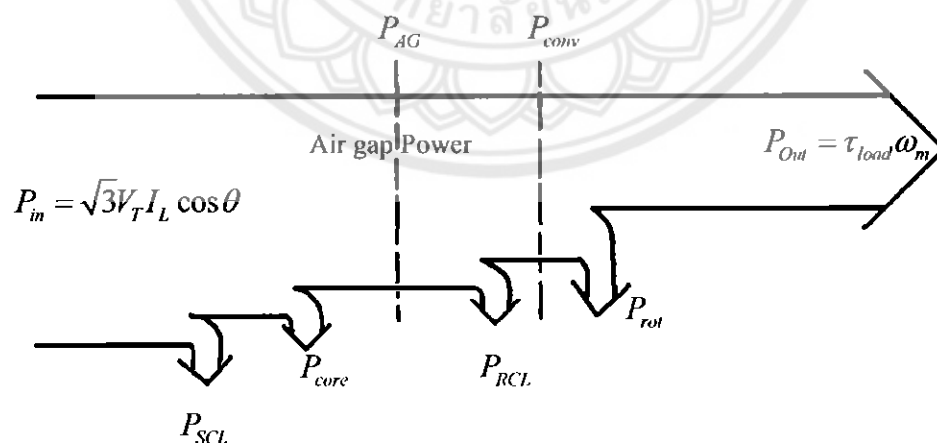 P_AG P_conv
Air gap Power
P_Out = τ_load ω_m
P_in = √3 V_T I_L cos θ
P_rot
P_core
P_RCL
P_SCL